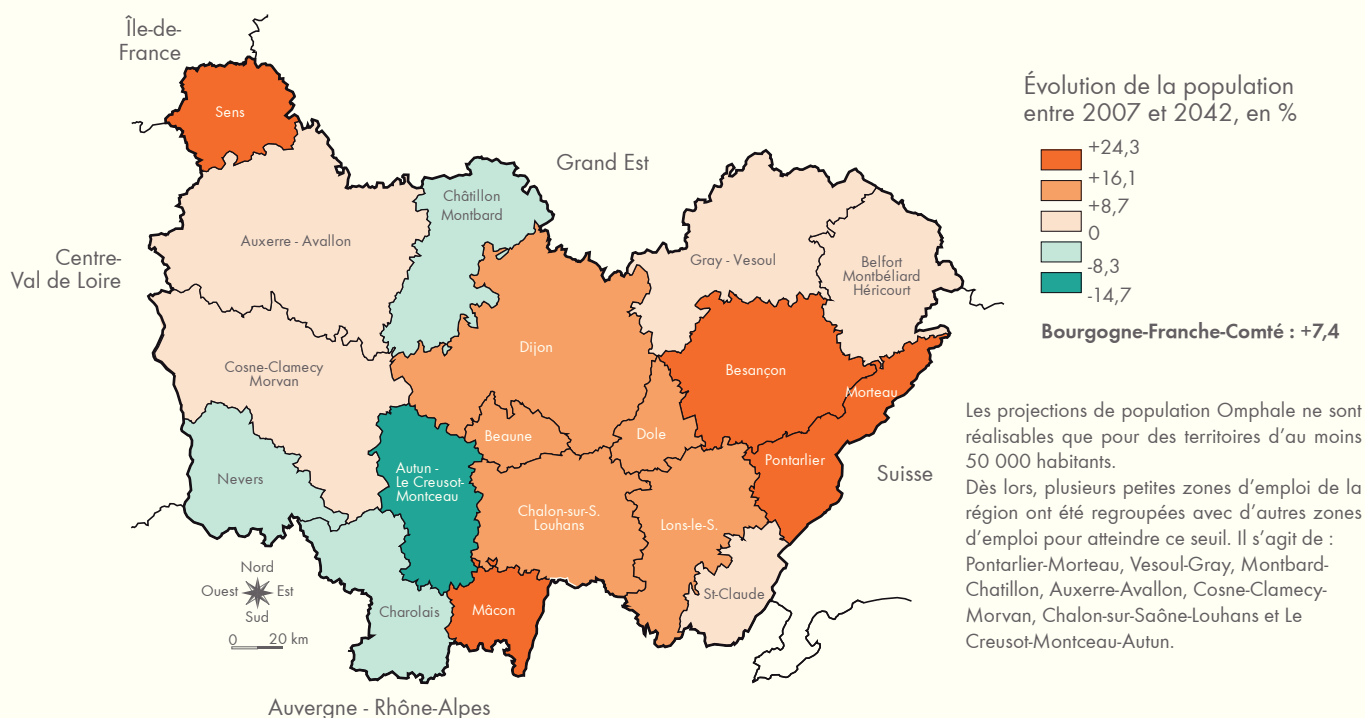 Île-de-
France
Sens
Grand Est
Châtillon
Montbard
Auxerre - Avallon
Centre-
Val de Loire
Gray - Vesoul
Belfort
Montbéliard
Héricourt
Dijon
Cosne-Clamecy
Morvan
Besançon
Morteau
Beaune
Dole
Pontarlier
Suisse
Autun -
Le Creusot-
Montceau
Nevers
Chalon-sur-S.
Louhans
Lons-le-S.
St-Claude
Charolais
Mâcon
Nord
Ouest
Est
Sud
0 20 km
Auvergne - Rhône-Alpes
Évolution de la population
entre 2007 et 2042, en %
+24,3
+16,1
+8,7
0
-8,3
-14,7
Bourgogne-Franche-Comté : +7,4
Les projections de population Omphale ne sont
réalisables que pour des territoires d'au moins
50 000 habitants.
Dès lors, plusieurs petites zones d'emploi de la
région ont été regroupées avec d'autres zones
d'emploi pour atteindre ce seuil. Il s'agit de :
Pontarlier-Morteau, Vesoul-Gray, Montbard-
Chatillon, Auxerre-Avallon, Cosne-Clamecy-
Morvan, Chalon-sur-Saône-Louhans et Le
Creusot-Montceau-Autun.